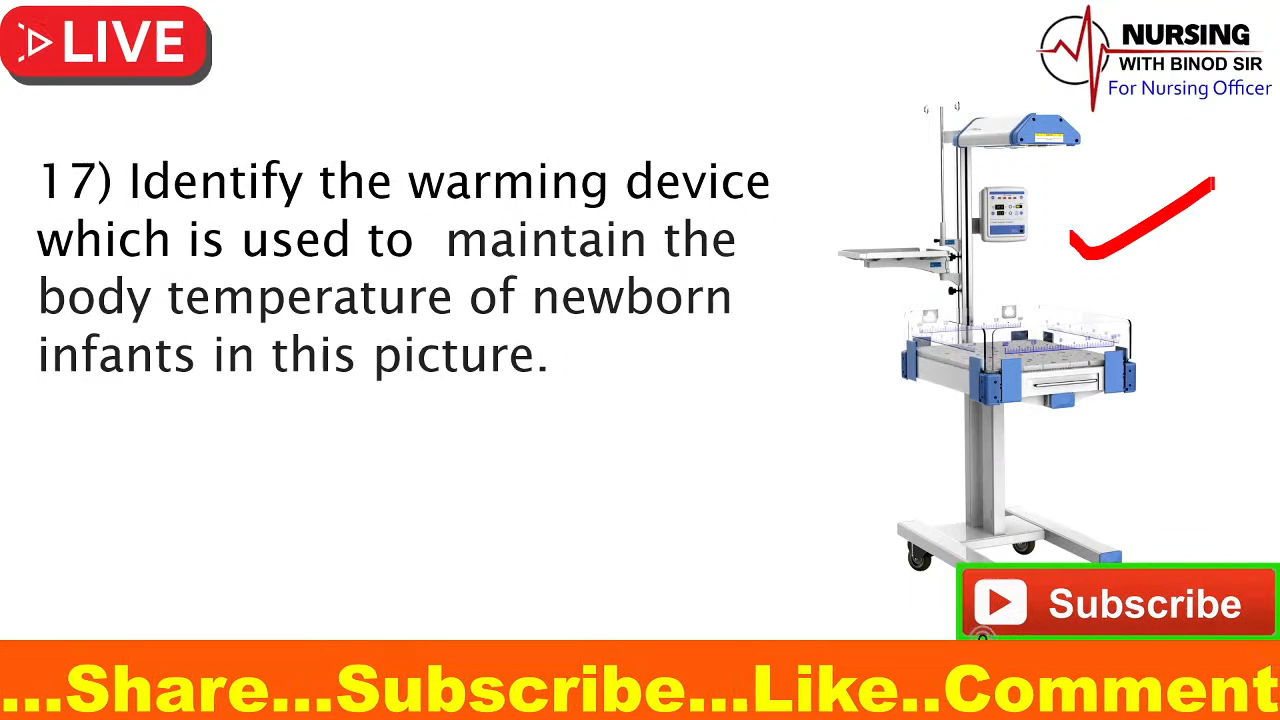 LIVE
NURSING
WITH BINOD SIR
For Nursing Officer
17) Identify the warming device
which is used to maintain the
body temperature of newborn
infants in this picture.
Subscribe
...Share...Subscribe...Like..Comment